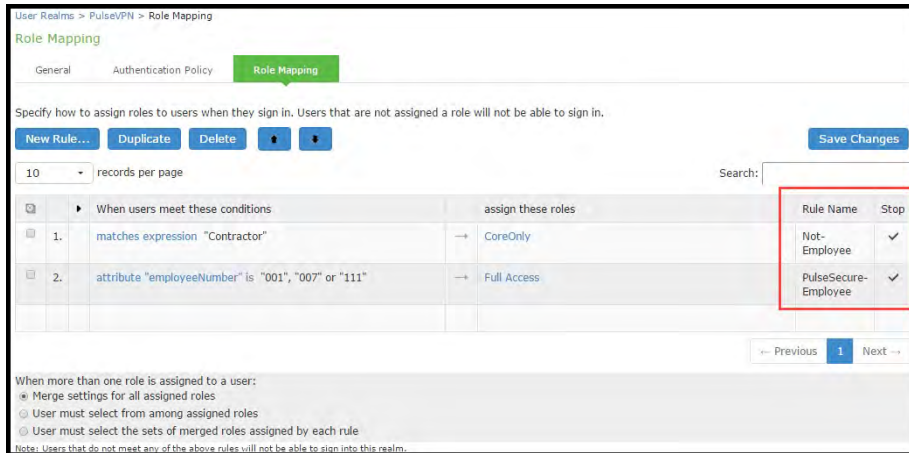 User Realms > PulseVPN > Role Mapping
Role Mapping
General Authentication Policy Role Mapping
Specify how to assign roles to users when they sign in. Users that are not assigned a role will not be able to sign in.
New Rule... Duplicate Delete Save Changes
10 records per page Search:
When users meet these conditions assign these roles Rule Name Stop
1. matches expression "Contractor" → CoreOnly Not-
Employee
2. attribute "employeeNumber" is "001", "007" or "111" → Full Access PulseSecure-
Employee
← Previous 1 Next →
When more than one role is assigned to a user:
Merge settings for all assigned roles
User must select from among assigned roles
User must select the sets of merged roles assigned by each rule
Note: Users that do not meet any of the above rules will not be able to sign into this realm.